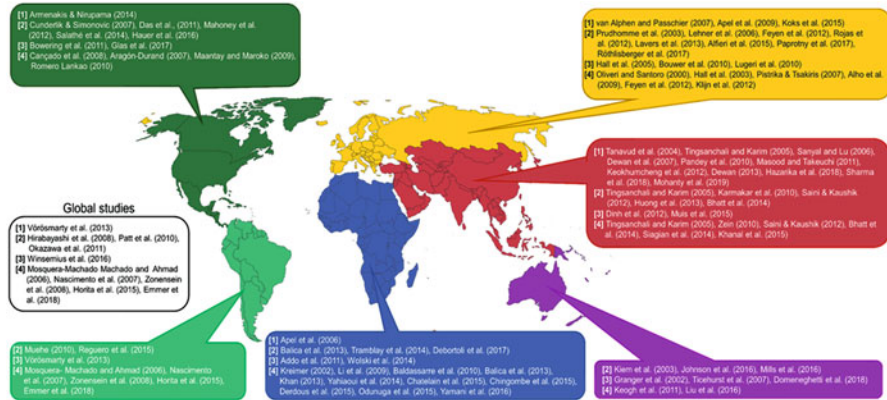 [1] Armenakis & Nirupama (2014)
[2] Cunderlik & Simonovic (2007), Das et al., (2011), Mahoney et al.
(2012), Salathé et al. (2014), Hauer et al. (2016)
[3] Bowering et al. (2011), Glas et al. (2017)
[4] Cançado et al. (2008), Aragón-Durand (2007), Maantay and Maroko (2009),
Romero Lankao (2010)
[1] van Alphen and Passchier (2007), Apel et al. (2009), Koks et al. (2015)
[2] Prudhomme et al. (2003), Lehner et al. (2006), Feyen et al. (2012), Rojas et
al. (2012), Lavers et al. (2013), Alfieri et al. (2015), Paprotny et al. (2017),
Röthlisberger et al. (2017)
[3] Hall et al. (2005), Bouwer et al. (2010), Lugeri et al. (2010)
[4] Oliveri and Santoro (2000), Hall et al. (2003), Pistrika & Tsakiris (2007), Alho et al.
(2009), Feyen et al. (2012), Klijn et al. (2012)
[1] Tanavud et al. (2004), Tingsanchali and Karim (2005), Sanyal and Lu (2006),
Dewan et al. (2007), Pandey et al. (2010), Masood and Takeuchi (2011),
Keokhumcheng et al. (2012), Dewan (2013), Hazarika et al. (2018), Sharma
et al. (2018), Mohanty et al. (2019)
[2] Tingsanchali and Karim (2005), Karmakar et al. (2010), Saini & Kaushik
(2012), Huong et al. (2013), Bhatt et al. (2014)
[3] Dinh et al. (2012), Muis et al. (2015)
[4] Tingsanchali and Karim (2005), Zein (2010), Saini & Kaushik (2012), Bhatt et
al. (2014), Siagian et al. (2014), Khanal et al. (2015)
Global studies
[1] Vörösmarty et al. (2013)
[2] Hirabayashi et al. (2008), Patt et al. (2010),
Okazawa et al. (2011)
[3] Winsemius et al. (2016)
[4] Mosquera-Machado Machado and Ahmad
(2006), Nascimento et al. (2007), Zonensein et
al. (2008), Horita et al. (2015), Emmer et
al. (2018)
[2] Muehe (2010), Reguero et al. (2015)
[3] Vörösmarty et al. (2013)
[4] Mosquera- Machado and Ahmad (2006), Nascimento
et al. (2007), Zonensein et al. (2008), Horita et al. (2015),
Emmer et al. (2018)
[1] Apel et al. (2006)
[2] Balica et al. (2013), Tramblay et al. (2014), Debortoli et al. (2017)
[3] Addo et al. (2011), Wolski et al. (2014)
[4] Kreimer (2002), Li et al. (2009), Baldassarre et al. (2010), Balica et al. (2013),
Khan (2013), Yahiaoui et al. (2014), Chatelain et al. (2015), Chingombe et al. (2015),
Derdous et al. (2015), Odunuga et al. (2015), Yamani et al. (2016)
[2] Kiem et al. (2003), Johnson et al. (2016), Mills et al. (2016)
[3] Granger et al. (2002), Ticehurst et al. (2007), Domeneghetti et al. (2018)
[4] Keogh et al. (2011), Liu et al. (2016)